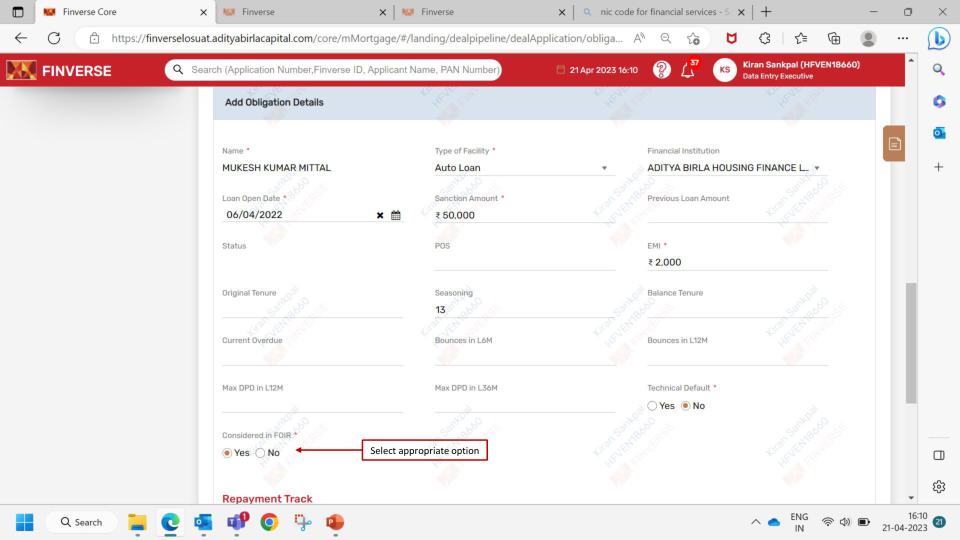 Finverse Core
Finverse
Finverse
nic code for financial services - S
https://finverselosuat.adityabirlacapital.com/core/mMortgage/#/landing/dealpipeline/dealApplication/obliga...
FINVERSE
Search (Application Number,Finverse ID, Applicant Name, PAN Number)
21 Apr 2023 16:10
37
KS
Kiran Sankpal (HFVEN18660)
Data Entry Executive
Add Obligation Details
Name *
Type of Facility *
Financial Institution
MUKESH KUMAR MITTAL
Auto Loan
ADITYA BIRLA HOUSING FINANCE L...
Loan Open Date *
Sanction Amount *
Previous Loan Amount
06/04/2022
₹ 50,000
Status
POS
EMI *
₹ 2,000
Original Tenure
Seasoning
Balance Tenure
13
Current Overdue
Bounces in L6M
Bounces in L12M
Max DPD in L12M
Max DPD in L36M
Technical Default *
Yes No
Considered in FOIR *
Yes No
Select appropriate option
Repayment Track
Kiran Sankpal
HFVEN18660
FINVERSE
Search
1
ENG
IN
16:10
21-04-2023
21